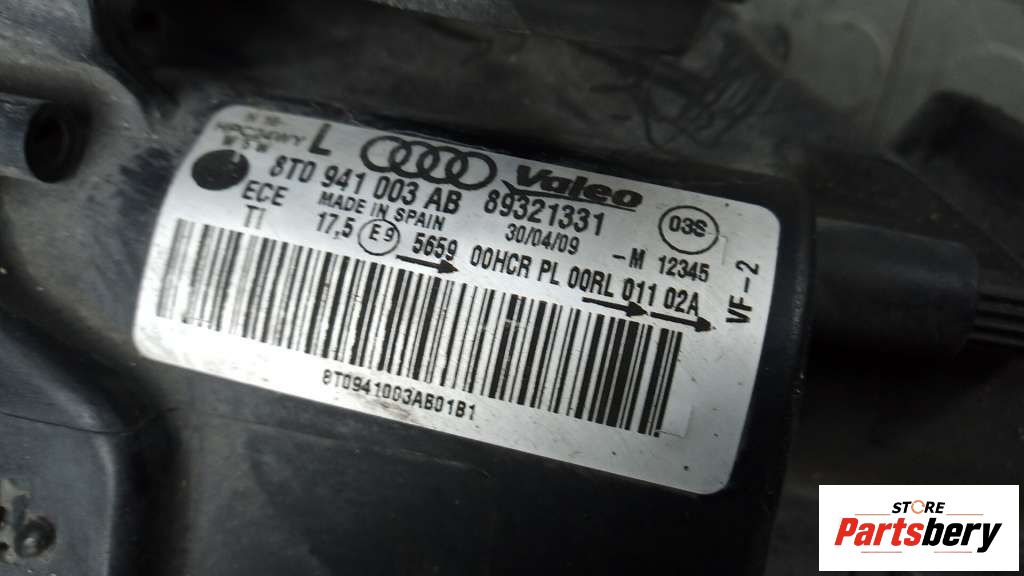 L Valeo
8T0 941 003 AB 89321331 03S
ECE MADE IN SPAIN 30/04/09 -M 12345
TI 17,5 E9 5659 00HCR PL 00RL 011 02A
VF-2
8T0941003AB01B1
STORE
Partsbery